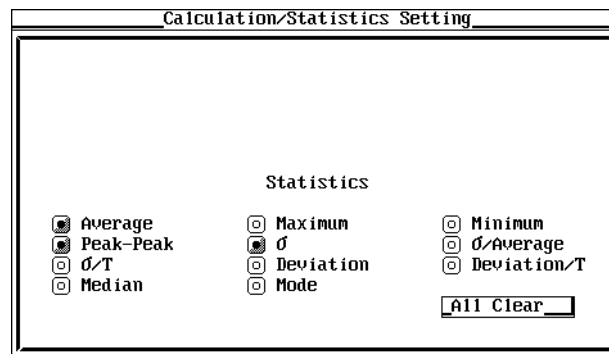 Calculation/Statistics Setting
Statistics
Average Maximum Minimum
Peak-Peak σ σ/Average
σ/T Deviation Deviation/T
Median Mode
All Clear